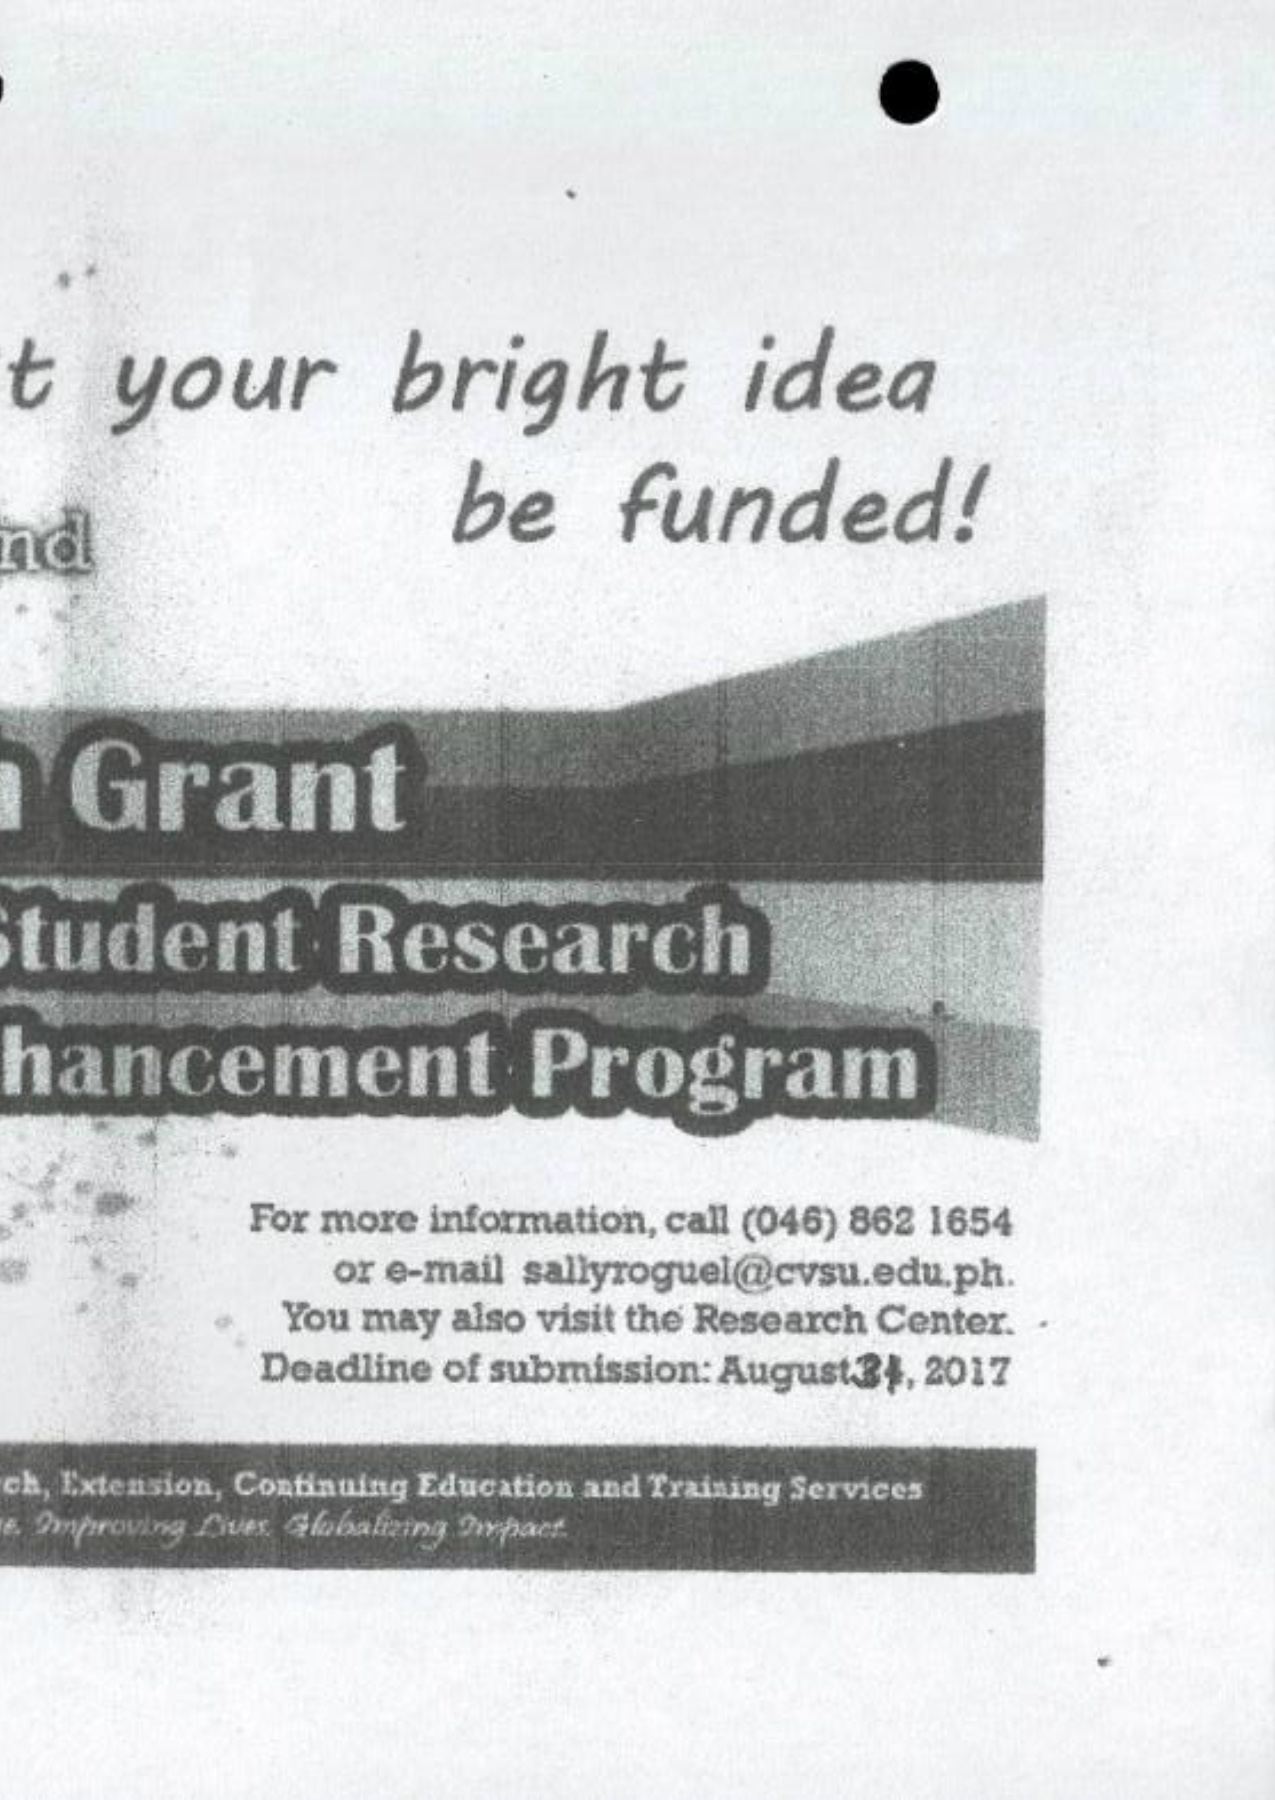 t your bright idea
be funded!
nd
Grant
Student Research
hancement Program
For more information, call (046) 862 1654
or e-mail sallyroguel@cvsu.edu.ph.
You may also visit the Research Center.
Deadline of submission: August 31, 2017
ch, Extension, Continuing Education and Training Services
e. Improving Lives. Globalizing Impact.